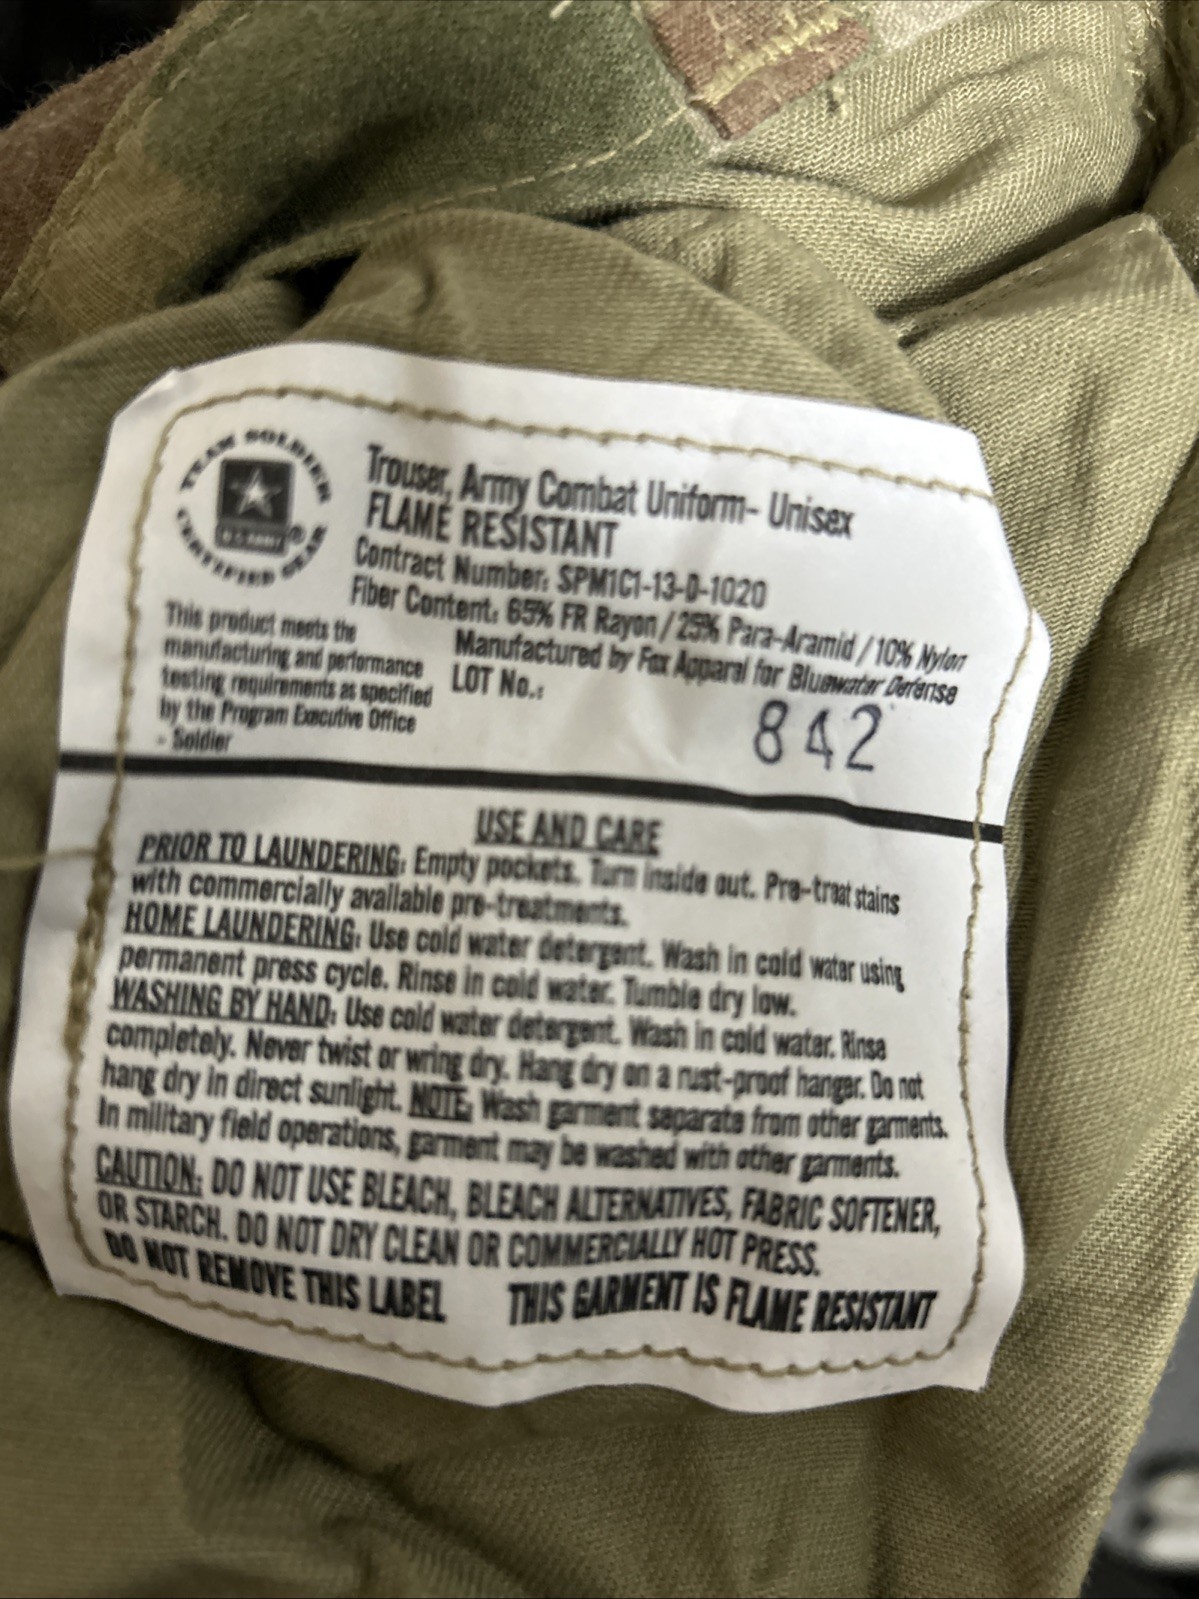 TEAM SOLDIER
U.S. ARMY
CERTIFIED GEAR
®
Trouser, Army Combat Uniform- Unisex
FLAME RESISTANT
Contract Number: SPM1C1-13-D-1020
Fiber Content: 65% FR Rayon / 25% Para-Aramid / 10% Nylon
Manufactured by Fox Apparal for Bluewater Defense
LOT No.:
842
This product meets the
manufacturing and performance
testing requirements as specified
by the Program Executive Office
- Soldier
USE AND CARE
PRIOR TO LAUNDERING: Empty pockets. Turn inside out. Pre-treat stains
with commercially available pre-treatments.
HOME LAUNDERING: Use cold water detergent. Wash in cold water using
permanent press cycle. Rinse in cold water. Tumble dry low.
WASHING BY HAND: Use cold water detergent. Wash in cold water. Rinse
completely. Never twist or wring dry. Hang dry on a rust-proof hanger. Do not
hang dry in direct sunlight. NOTE: Wash garment separate from other garments.
In military field operations, garment may be washed with other garments.
CAUTION: DO NOT USE BLEACH, BLEACH ALTERNATIVES, FABRIC SOFTENER,
OR STARCH. DO NOT DRY CLEAN OR COMMERCIALLY HOT PRESS.
DO NOT REMOVE THIS LABEL THIS GARMENT IS FLAME RESISTANT